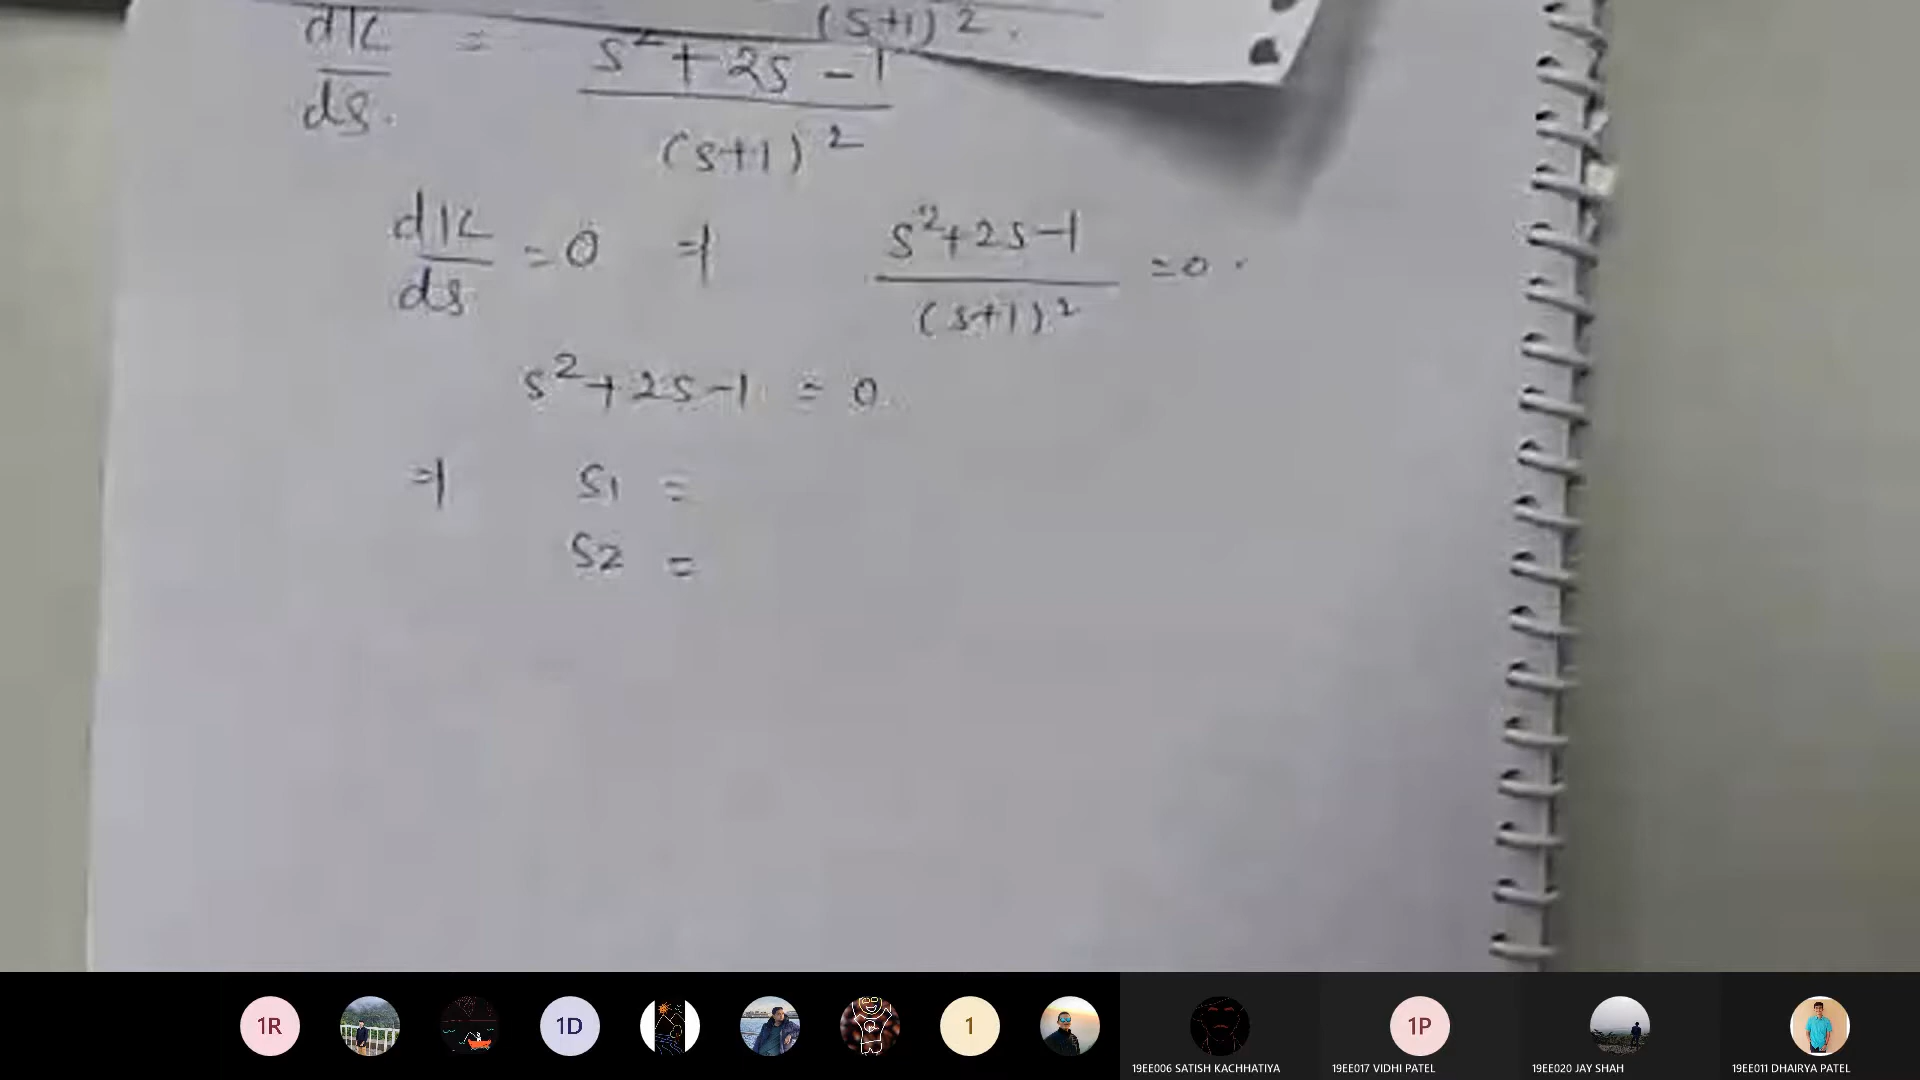 (s+1)².
dK/ds. = s² + 2s - 1 / (s+1)²
dK/ds = 0 ⇒ s²+2s-1 / (s+1)² = 0.
s²+2s-1 = 0.
⇒ s1 =
s2 =
1R 1D 1 1P
19EE006 SATISH KACHHATIYA 19EE017 VIDHI PATEL 19EE020 JAY SHAH 19EE011 DHAIRYA PATEL